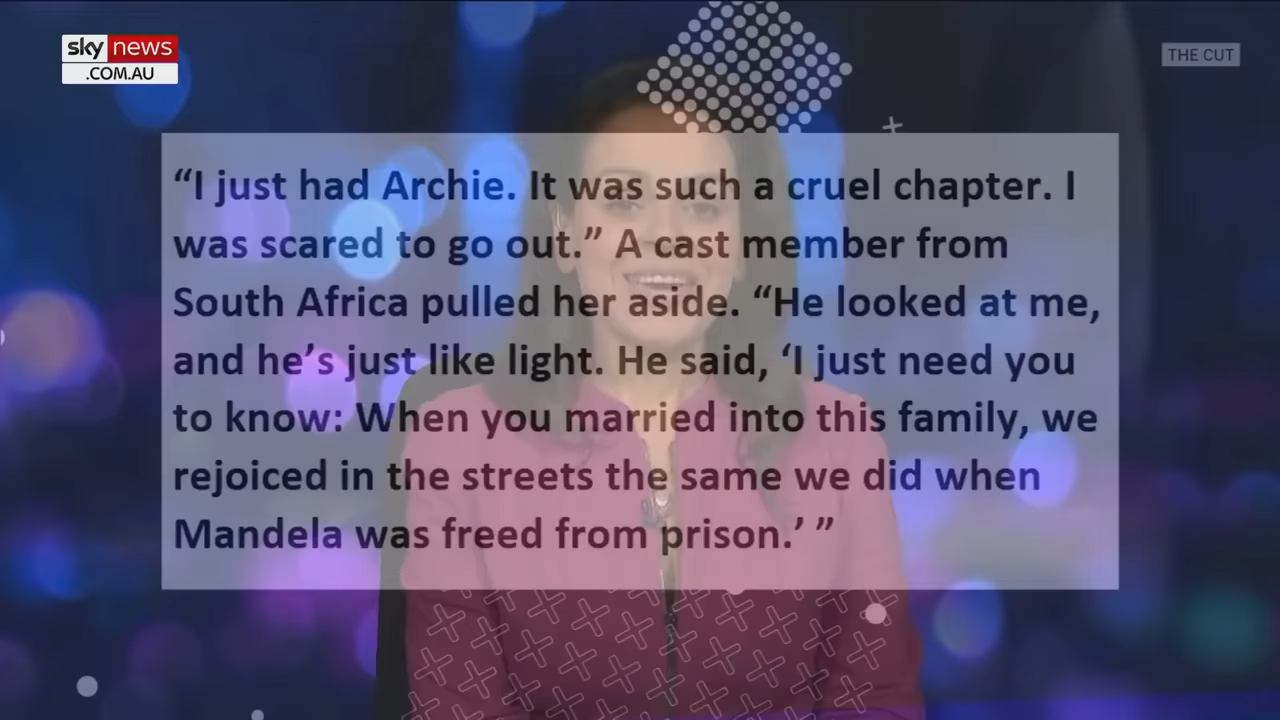 sky news
.COM.AU
THE CUT
“I just had Archie. It was such a cruel chapter. I
was scared to go out.” A cast member from
South Africa pulled her aside. “He looked at me,
and he’s just like light. He said, ‘I just need you
to know: When you married into this family, we
rejoiced in the streets the same we did when
Mandela was freed from prison.’ ”